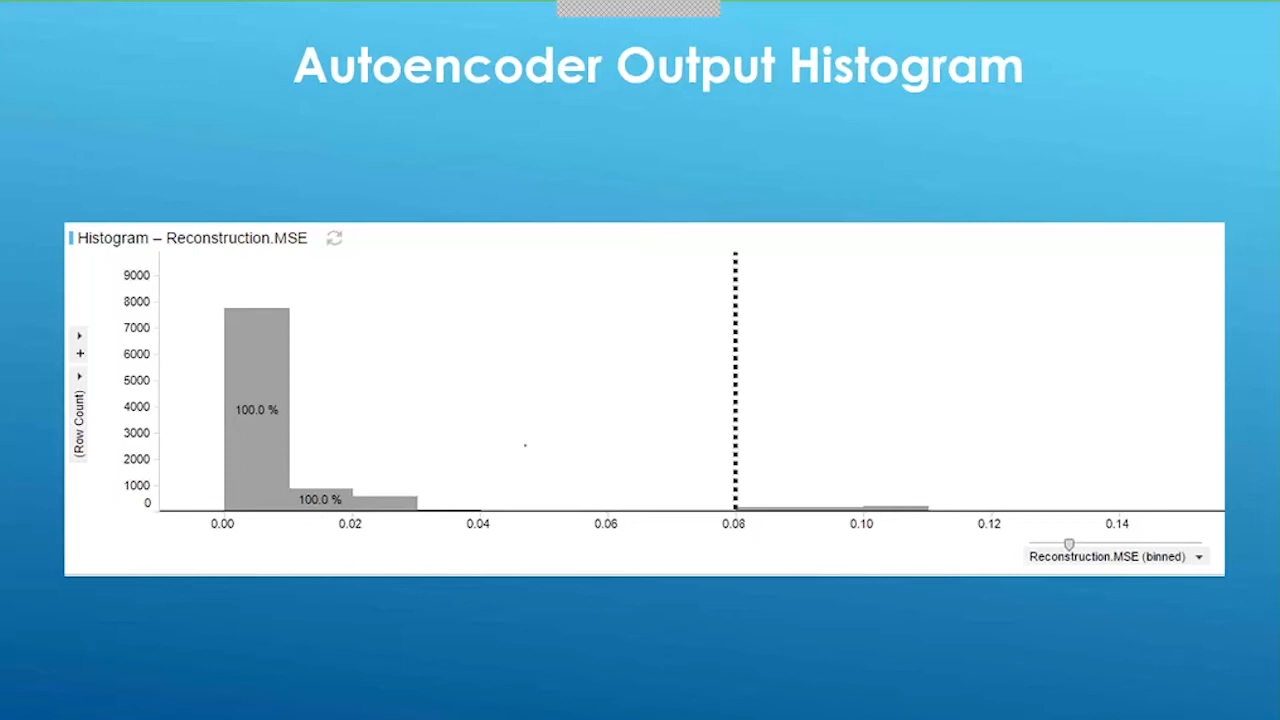 Autoencoder Output Histogram
Histogram – Reconstruction.MSE
9000
8000
7000
6000
5000
4000
3000
2000
1000
0
(Row Count)
100.0 %
100.0 %
0.00 0.02 0.04 0.06 0.08 0.10 0.12 0.14
Reconstruction.MSE (binned)